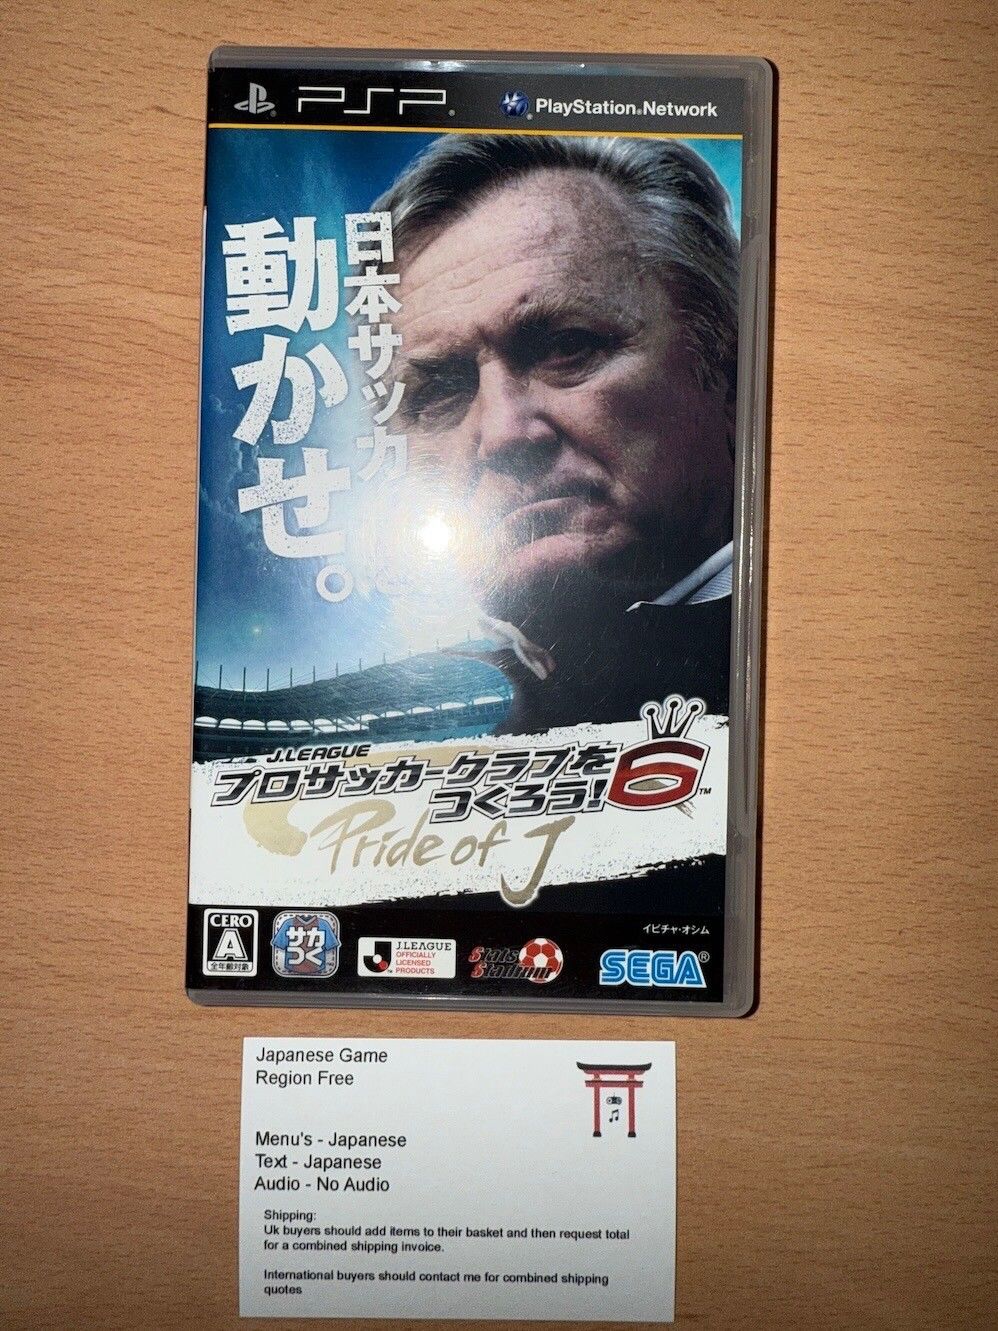 PSP
PlayStation®Network
日本サッカー
動かせ。
J.LEAGUE
プロサッカークラブを
つくろう!
6™
Pride of J
CERO
A
全年齢対象
サカ
つく
J.LEAGUE
OFFICIALLY
LICENSED
PRODUCTS
Stats
Stadium
イビチャ・オシム
SEGA®
Japanese Game
Region Free
Menu's - Japanese
Text - Japanese
Audio - No Audio
Shipping:
Uk buyers should add items to their basket and then request total
for a combined shipping invoice.
International buyers should contact me for combined shipping
quotes